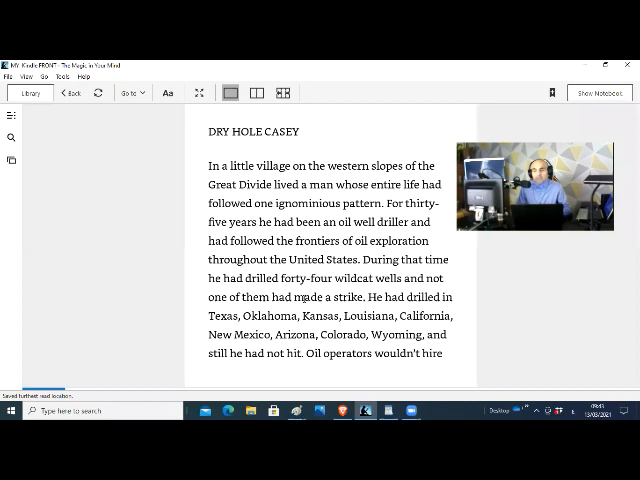 MY Kindle FRONT - The Magic in Your Mind
File View Go Tools Help
Library Back Go to Aa Show Notebook
DRY HOLE CASEY
In a little village on the western slopes of the
Great Divide lived a man whose entire life had
followed one ignominious pattern. For thirty-
five years he had been an oil well driller and
had followed the frontiers of oil exploration
throughout the United States. During that time
he had drilled forty-four wildcat wells and not
one of them had made a strike. He had drilled in
Texas, Oklahoma, Kansas, Louisiana, California,
New Mexico, Arizona, Colorado, Wyoming, and
still he had not hit. Oil operators wouldn't hire
Saved furthest read location.
Type here to search
Desktop
09:43
13/03/2021